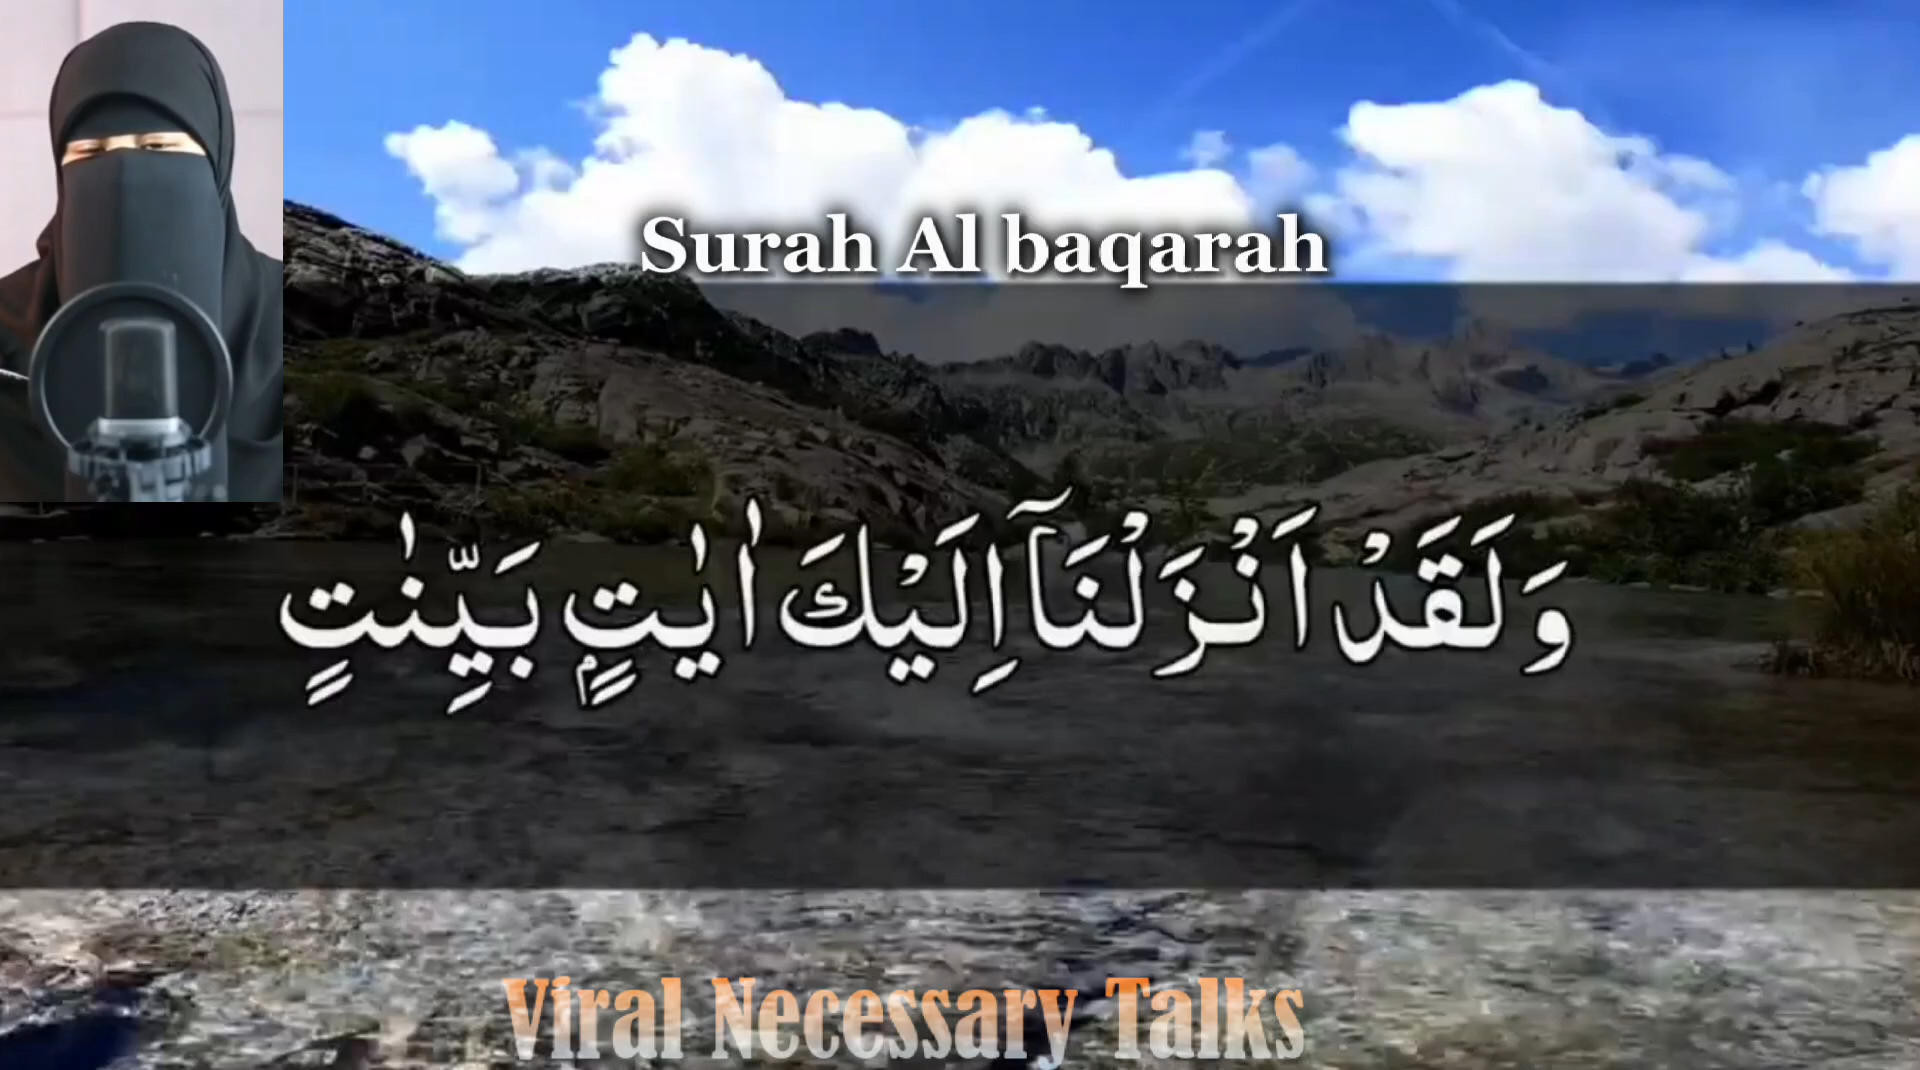 Surah Al baqarah
وَلَقَدْ اَنْزَلْنَآ اِلَيْكَ اٰيٰتٍۭ بَيِّنٰتٍ
Viral Necessary Talks